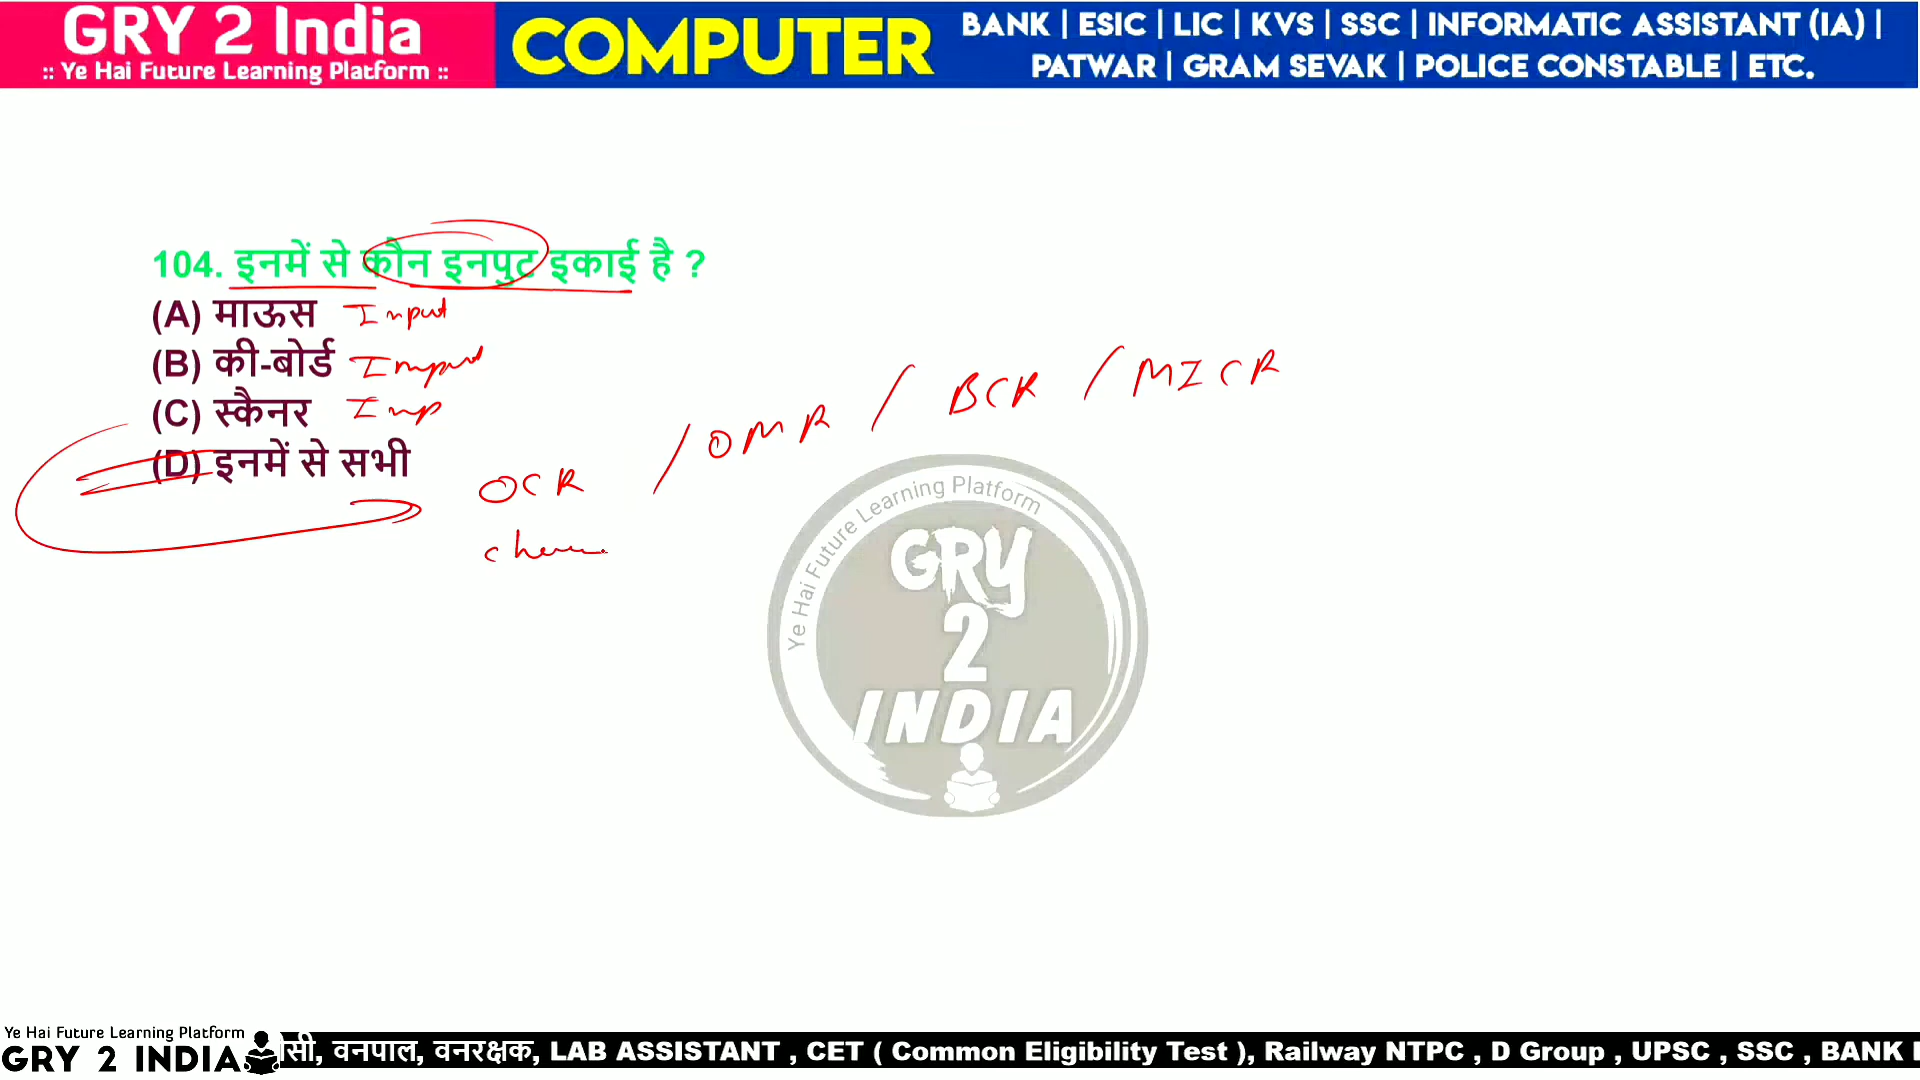 GRY 2 India
:: Ye Hai Future Learning Platform ::
COMPUTER
BANK | ESIC | LIC | KVS | SSC | INFORMATIC ASSISTANT (IA) |
PATWAR | GRAM SEVAK | POLICE CONSTABLE | ETC.
104. इनमें से कौन इनपुट इकाई है ?
(A) माऊस Input
(B) की-बोर्ड Input
(C) स्कैनर Inp
(D) इनमें से सभी
OCR / OMR / BCR / MICR
Ye Hai Future Learning Platform
GRY
2
INDIA
Ye Hai Future Learning Platform
GRY 2 INDIA
सी, वनपाल, वनरक्षक, LAB ASSISTANT , CET ( Common Eligibility Test ), Railway NTPC , D Group , UPSC , SSC , BANK